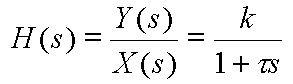 H(s) = Y(s) / X(s) = k / (1 + τs)